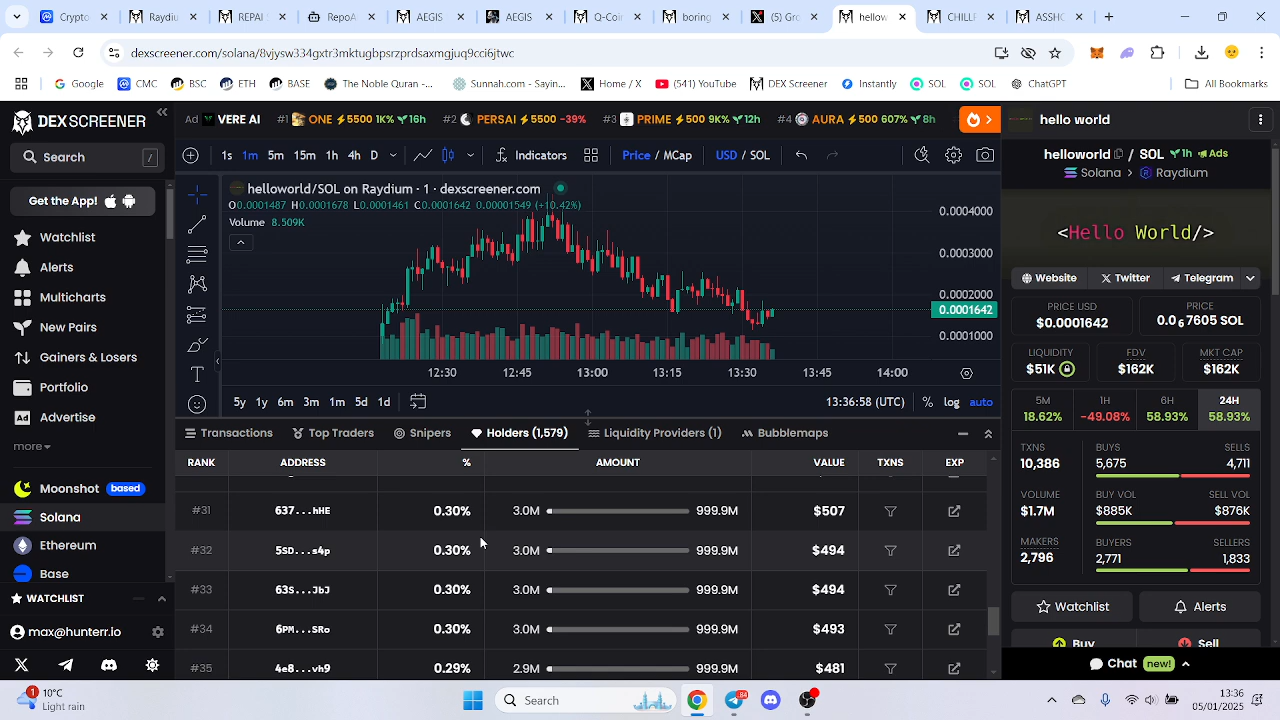 Crypto
Raydiu
REPAI
RepoA
AEGIS
AEGIS
Q-Coin
boring
(5) Grc
hellow
CHILLF
ASSHC
dexscreener.com/solana/8vjysw334gxtr3mktugbpsrzprdsaxmgjuq9cci6jtwc
Google
CMC
BSC
ETH
BASE
The Noble Quran -...
Sunnah.com - Sayin...
Home / X
(541) YouTube
DEX Screener
Instantly
SOL
SOL
ChatGPT
All Bookmarks
DEXSCREENER
Search
/
Get the App!
Watchlist
Alerts
Multicharts
New Pairs
Gainers & Losers
Portfolio
Advertise
more
Moonshot based
Solana
Ethereum
Base
WATCHLIST
max@hunterr.io
Ad VERE AI #1 ONE 5500 1K% 16h #2 PERSAI 5500 -39% #3 PRIME 500 9K% 12h #4 AURA 500 607% 8h
1s 1m 5m 15m 1h 4h D Indicators Price / MCap USD / SOL
helloworld/SOL on Raydium · 1 · dexscreener.com
O0.0001487 H0.0001678 L0.0001461 C0.0001642 0.00001549 (+10.42%)
Volume 8.509K
0.0004000
0.0003000
0.0002000
0.0001642
0.0001000
12:30 12:45 13:00 13:15 13:30 13:45 14:00
5y 1y 6m 3m 1m 5d 1d 13:36:58 (UTC) % log auto
Transactions Top Traders Snipers Holders (1,579) Liquidity Providers (1) Bubblemaps
RANK ADDRESS % AMOUNT VALUE TXNS EXP
#31 637...hHE 0.30% 3.0M 999.9M $507
#32 5sD...s4p 0.30% 3.0M 999.9M $494
#33 63S...3bJ 0.30% 3.0M 999.9M $494
#34 6PM...SRo 0.30% 3.0M 999.9M $493
#35 4e8...vh9 0.29% 2.9M 999.9M $481
hello world
helloworld / SOL 1h Ads
Solana > Raydium
<Hello World/>
Website Twitter Telegram
PRICE USD
$0.0001642
PRICE
0.0₆7605 SOL
LIQUIDITY
$51K
FDV
$162K
MKT CAP
$162K
5M
18.62%
1H
-49.08%
6H
58.93%
24H
58.93%
TXNS
10,386
BUYS
5,675
SELLS
4,711
VOLUME
$1.7M
BUY VOL
$885K
SELL VOL
$876K
MAKERS
2,796
BUYERS
2,771
SELLERS
1,833
Watchlist
Alerts
Buy
Sell
Chat new!
1
10°C
Light rain
Search
84
13:36
05/01/2025